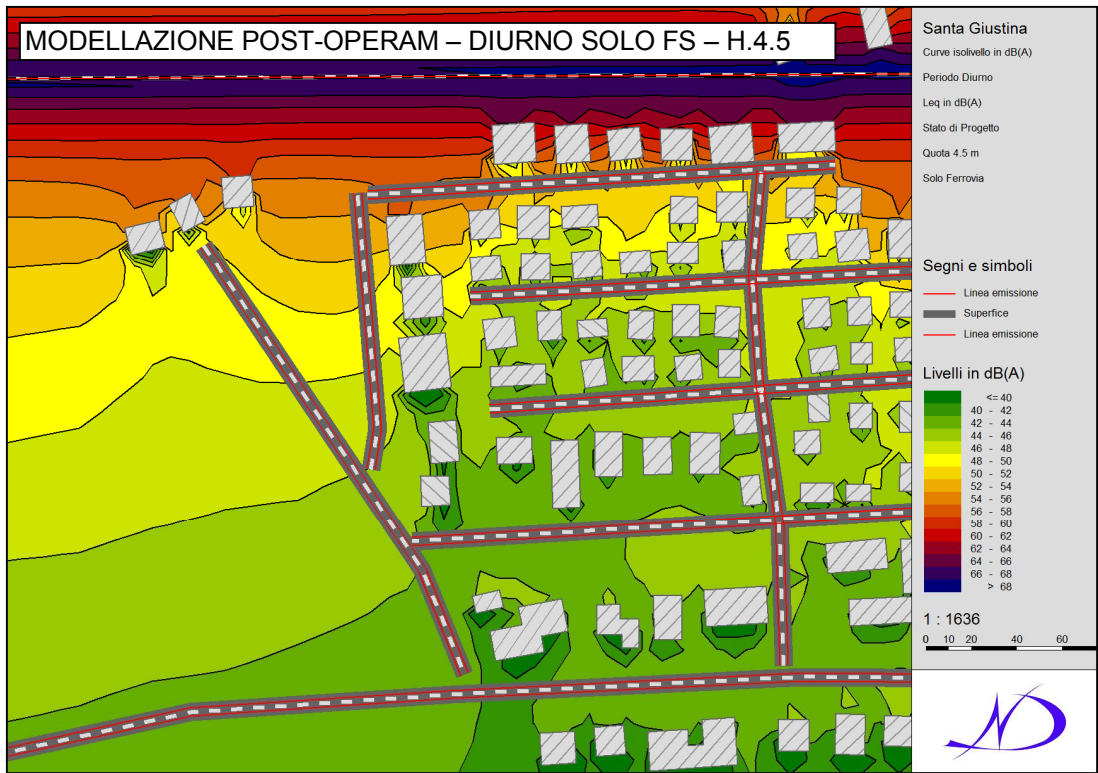 MODELLAZIONE POST-OPERAM – DIURNO SOLO FS – H.4.5
Santa Giustina
Curve isolivello in dB(A)
Periodo Diurno
Leq in dB(A)
Stato di Progetto
Quota 4.5 m
Solo Ferrovia
Segni e simboli
Linea emissione
Superfice
Linea emissione
Livelli in dB(A)
<= 40
40 - 42
42 - 44
44 - 46
46 - 48
48 - 50
50 - 52
52 - 54
54 - 56
56 - 58
58 - 60
60 - 62
62 - 64
64 - 66
66 - 68
> 68
1 : 1636
0 10 20 40 60